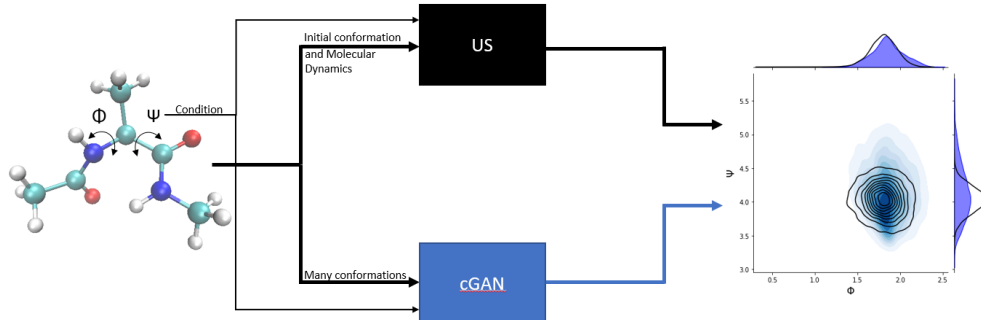 Φ
Ψ
Condition
Initial conformation
and Molecular
Dynamics
US
Many conformations
cGAN
5.5
5.0
4.5
4.0
3.5
3.0
Ψ
0.5 1.0 1.5 2.0 2.5
Φ